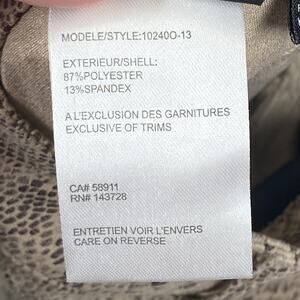 MODELE/STYLE:10240O-13
EXTERIEUR/SHELL:
87%POLYESTER
13%SPANDEX
A L'EXCLUSION DES GARNITURES
EXCLUSIVE OF TRIMS
CA# 58911
RN# 143728
ENTRETIEN VOIR L'ENVERS
CARE ON REVERSE